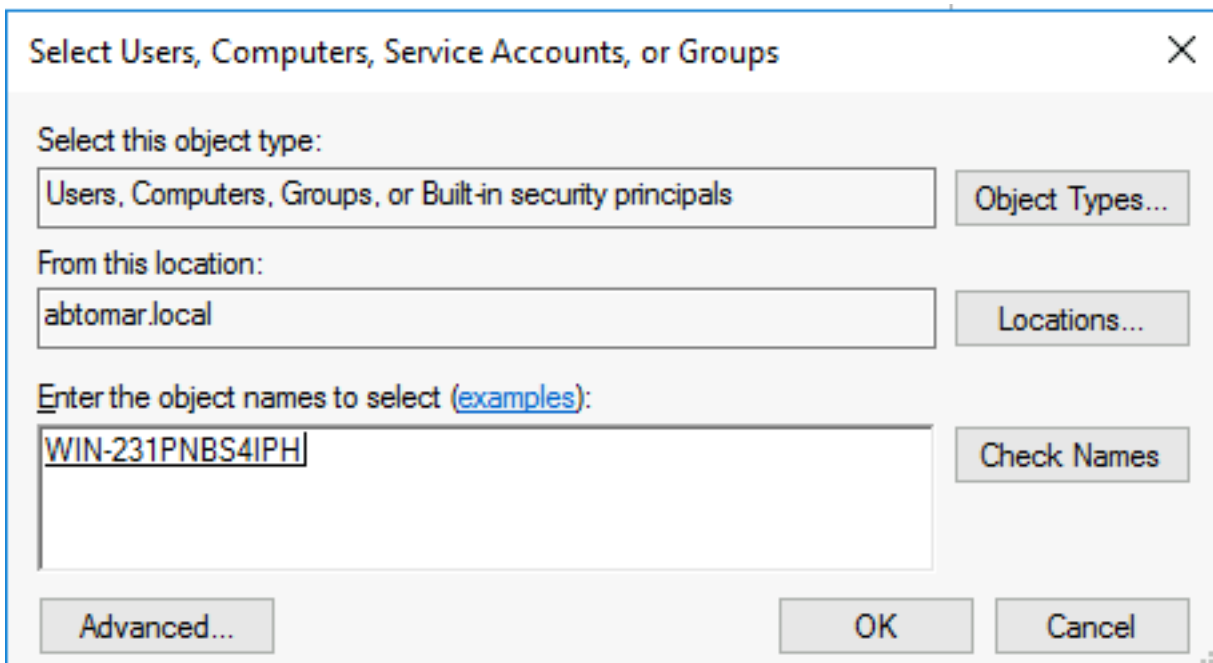 Select Users, Computers, Service Accounts, or Groups
Select this object type:
Users, Computers, Groups, or Built-in security principals
Object Types...
From this location:
abtomar.local
Locations...
Enter the object names to select (examples):
WIN-231PNBS4IPH
Check Names
Advanced...
OK
Cancel